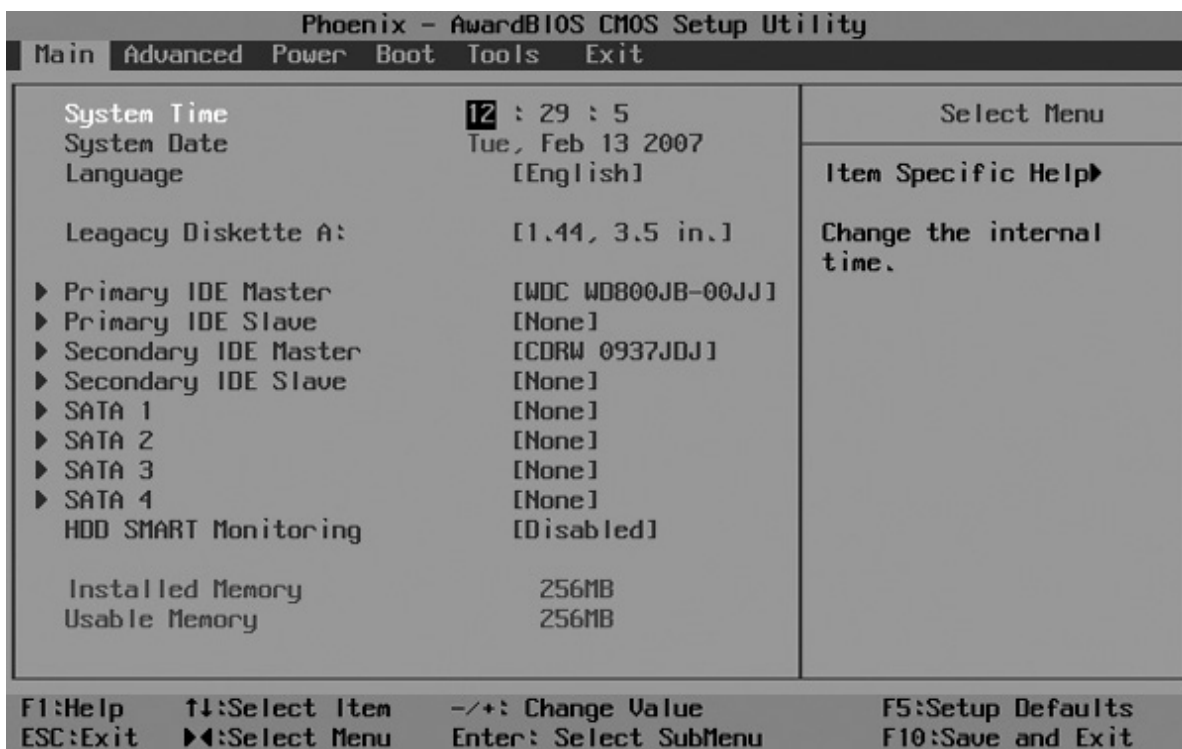 Phoenix - AwardBIOS CMOS Setup Utility
Main Advanced Power Boot Tools Exit
System Time 12 : 29 : 5
System Date Tue, Feb 13 2007
Language [English]
Leagacy Diskette A: [1.44, 3.5 in.]
▶ Primary IDE Master [WDC WD800JB-00JJ]
▶ Primary IDE Slave [None]
▶ Secondary IDE Master [CDRW 0937JDJ]
▶ Secondary IDE Slave [None]
▶ SATA 1 [None]
▶ SATA 2 [None]
▶ SATA 3 [None]
▶ SATA 4 [None]
HDD SMART Monitoring [Disabled]
Installed Memory 256MB
Usable Memory 256MB
Select Menu
Item Specific Help▶
Change the internal
time.
F1:Help ↑↓:Select Item -/+: Change Value F5:Setup Defaults
ESC:Exit ▶◀:Select Menu Enter: Select SubMenu F10:Save and Exit